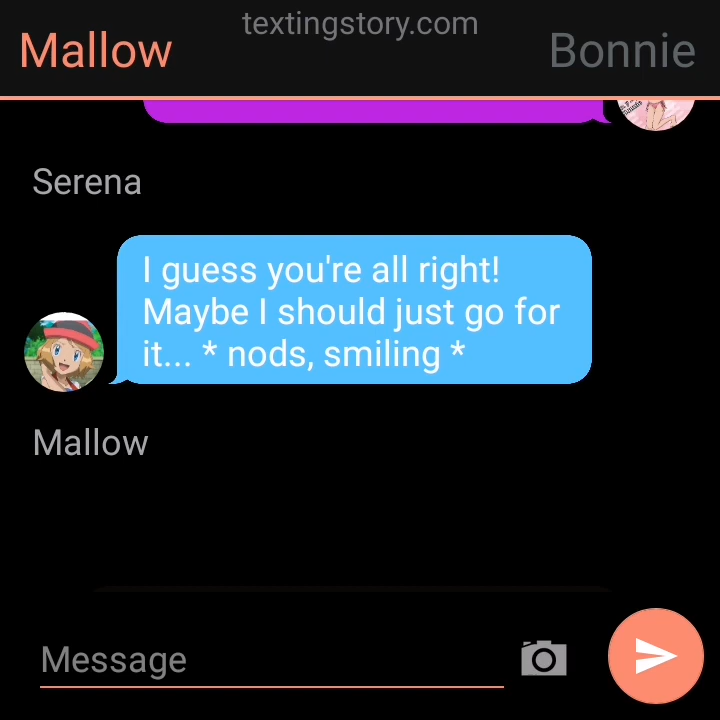 textingstory.com
Mallow
Bonnie
Serena
I guess you're all right!
Maybe I should just go for
it... * nods, smiling *
Mallow
Message